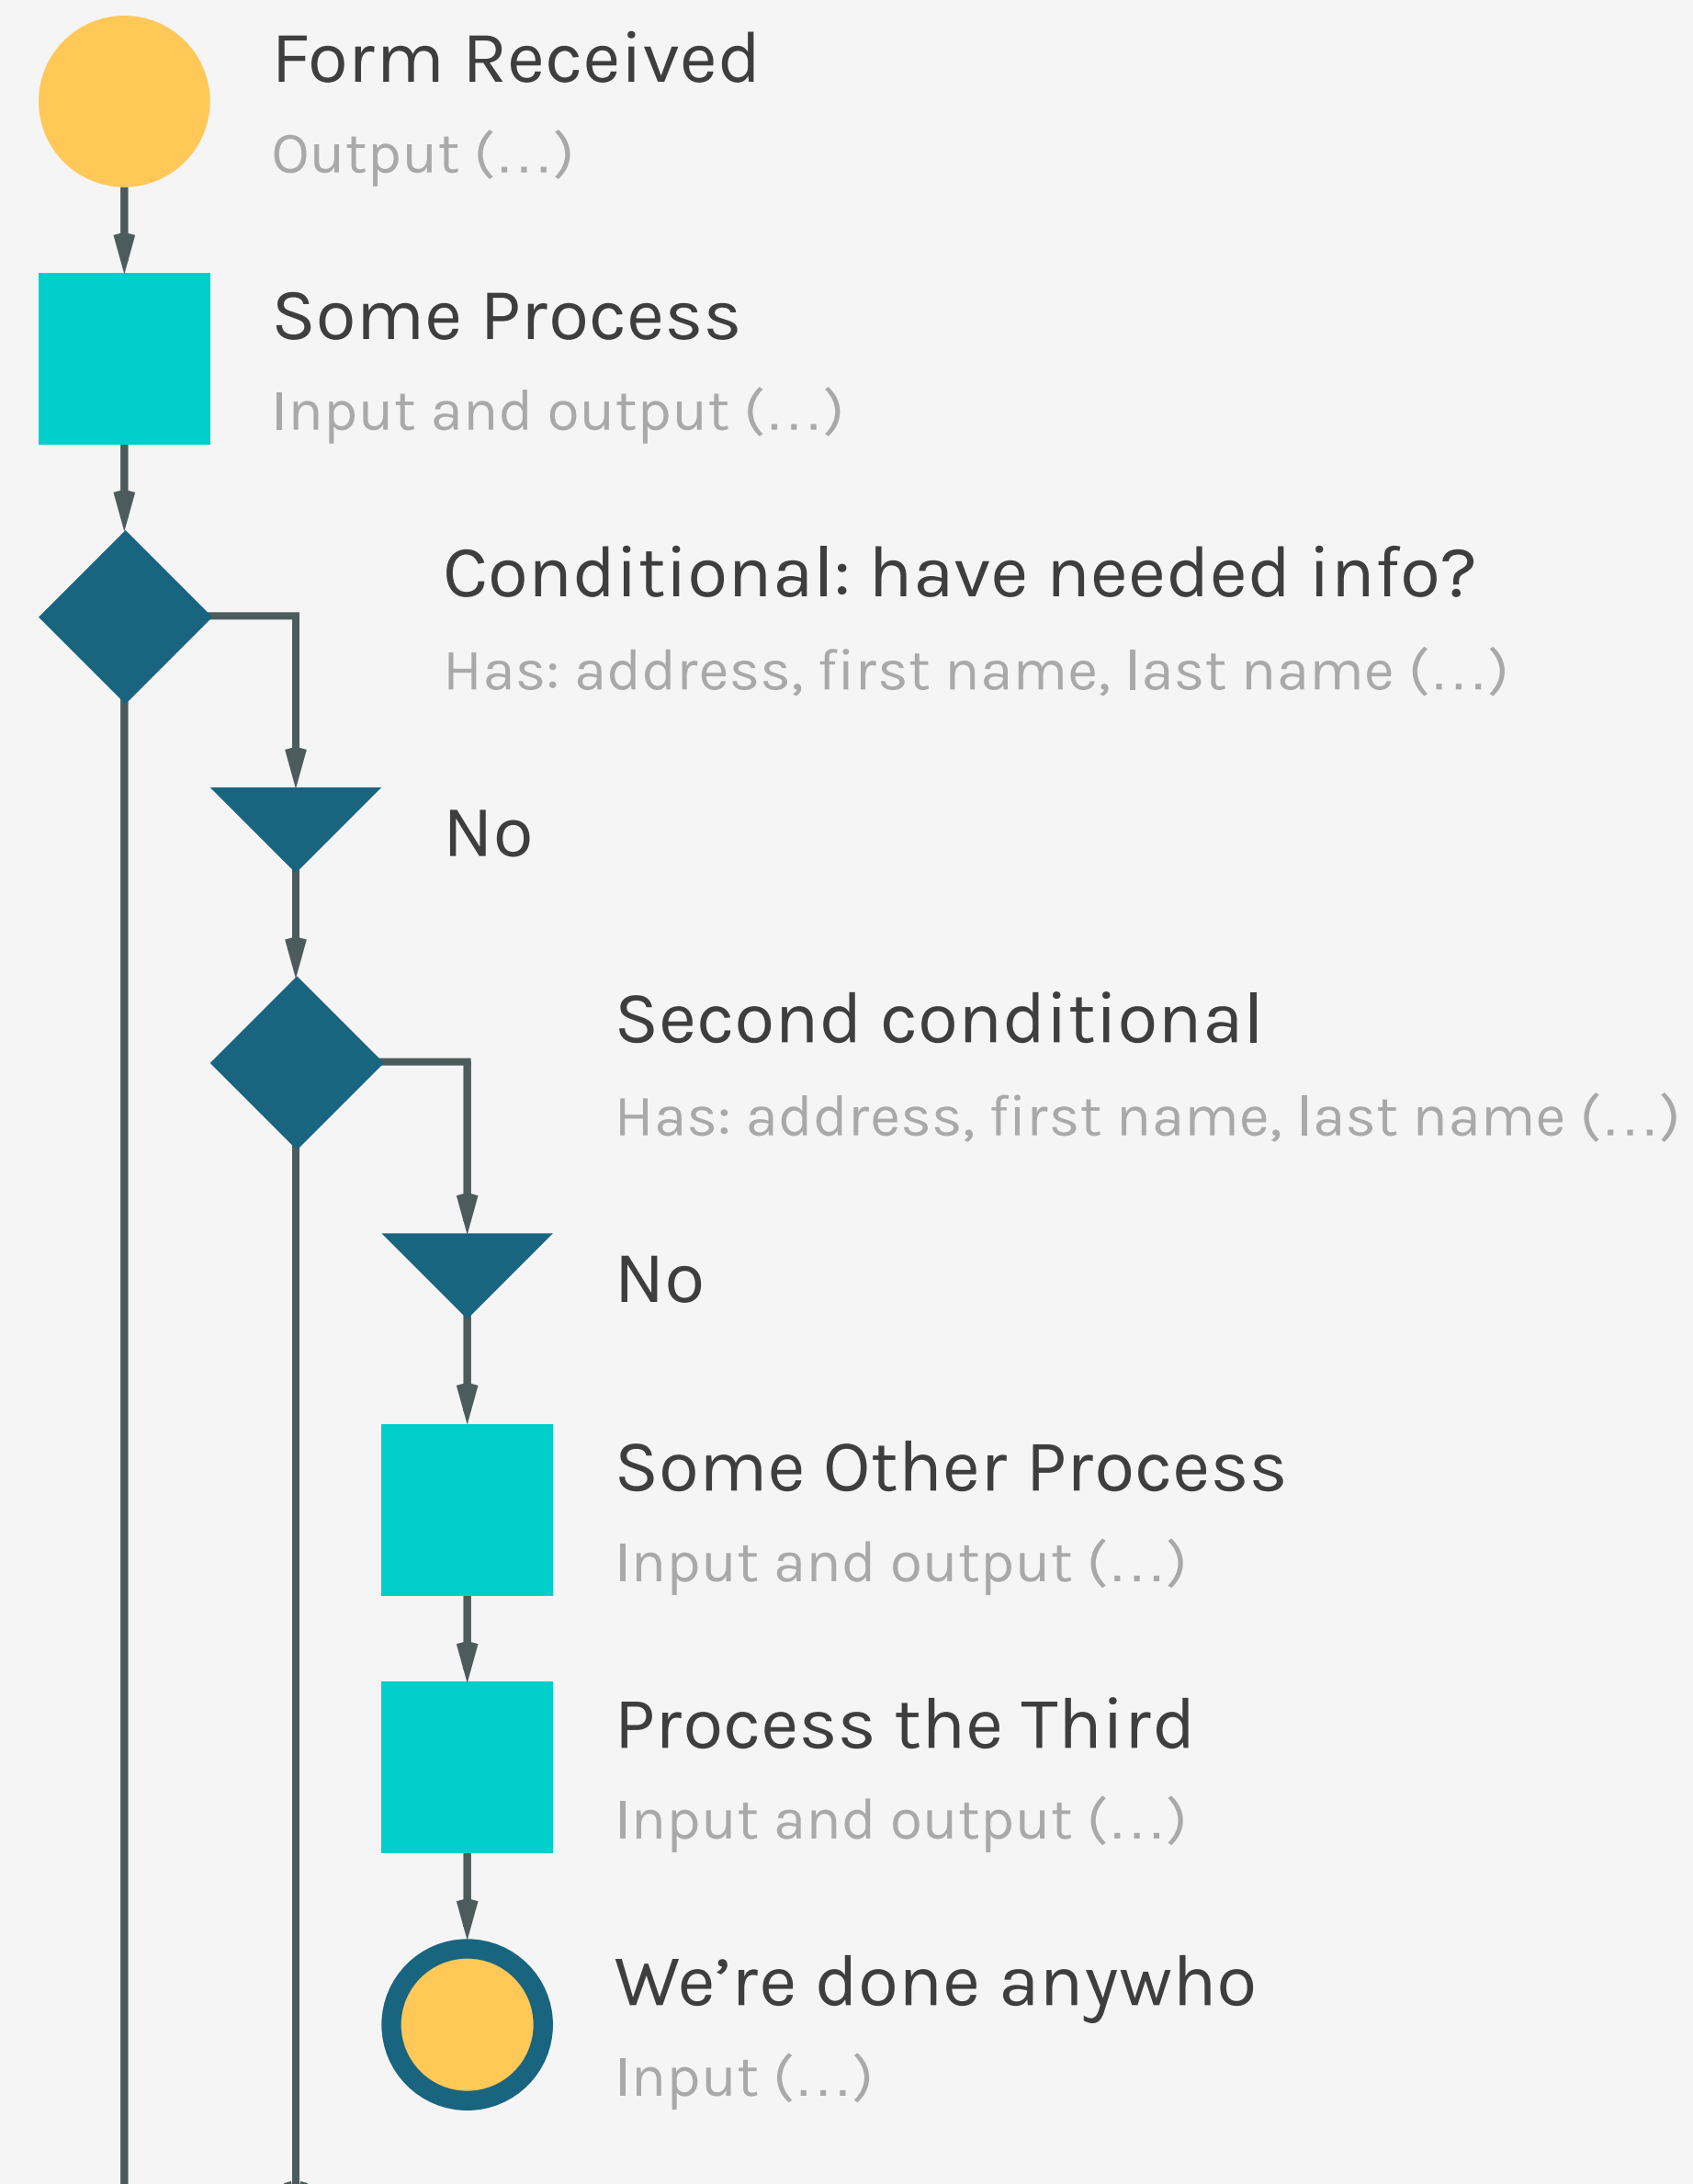 Form Received
Output (...)
Some Process
Input and output (...)
Conditional: have needed info?
Has: address, first name, last name (...)
No
Second conditional
Has: address, first name, last name (...)
No
Some Other Process
Input and output (...)
Process the Third
Input and output (...)
We’re done anywho
Input (...)